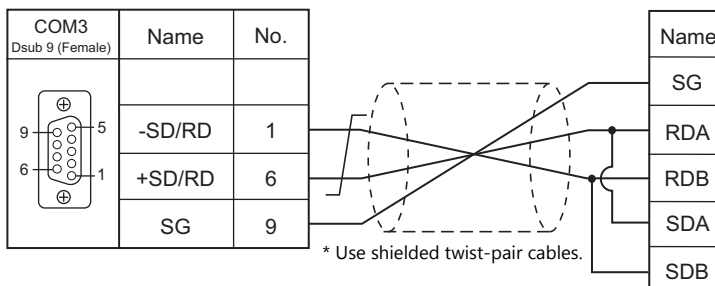 COM3
Dsub 9 (Female)
Name
No.
9
5
6
1
-SD/RD
1
+SD/RD
6
SG
9
* Use shielded twist-pair cables.
Name
SG
RDA
RDB
SDA
SDB